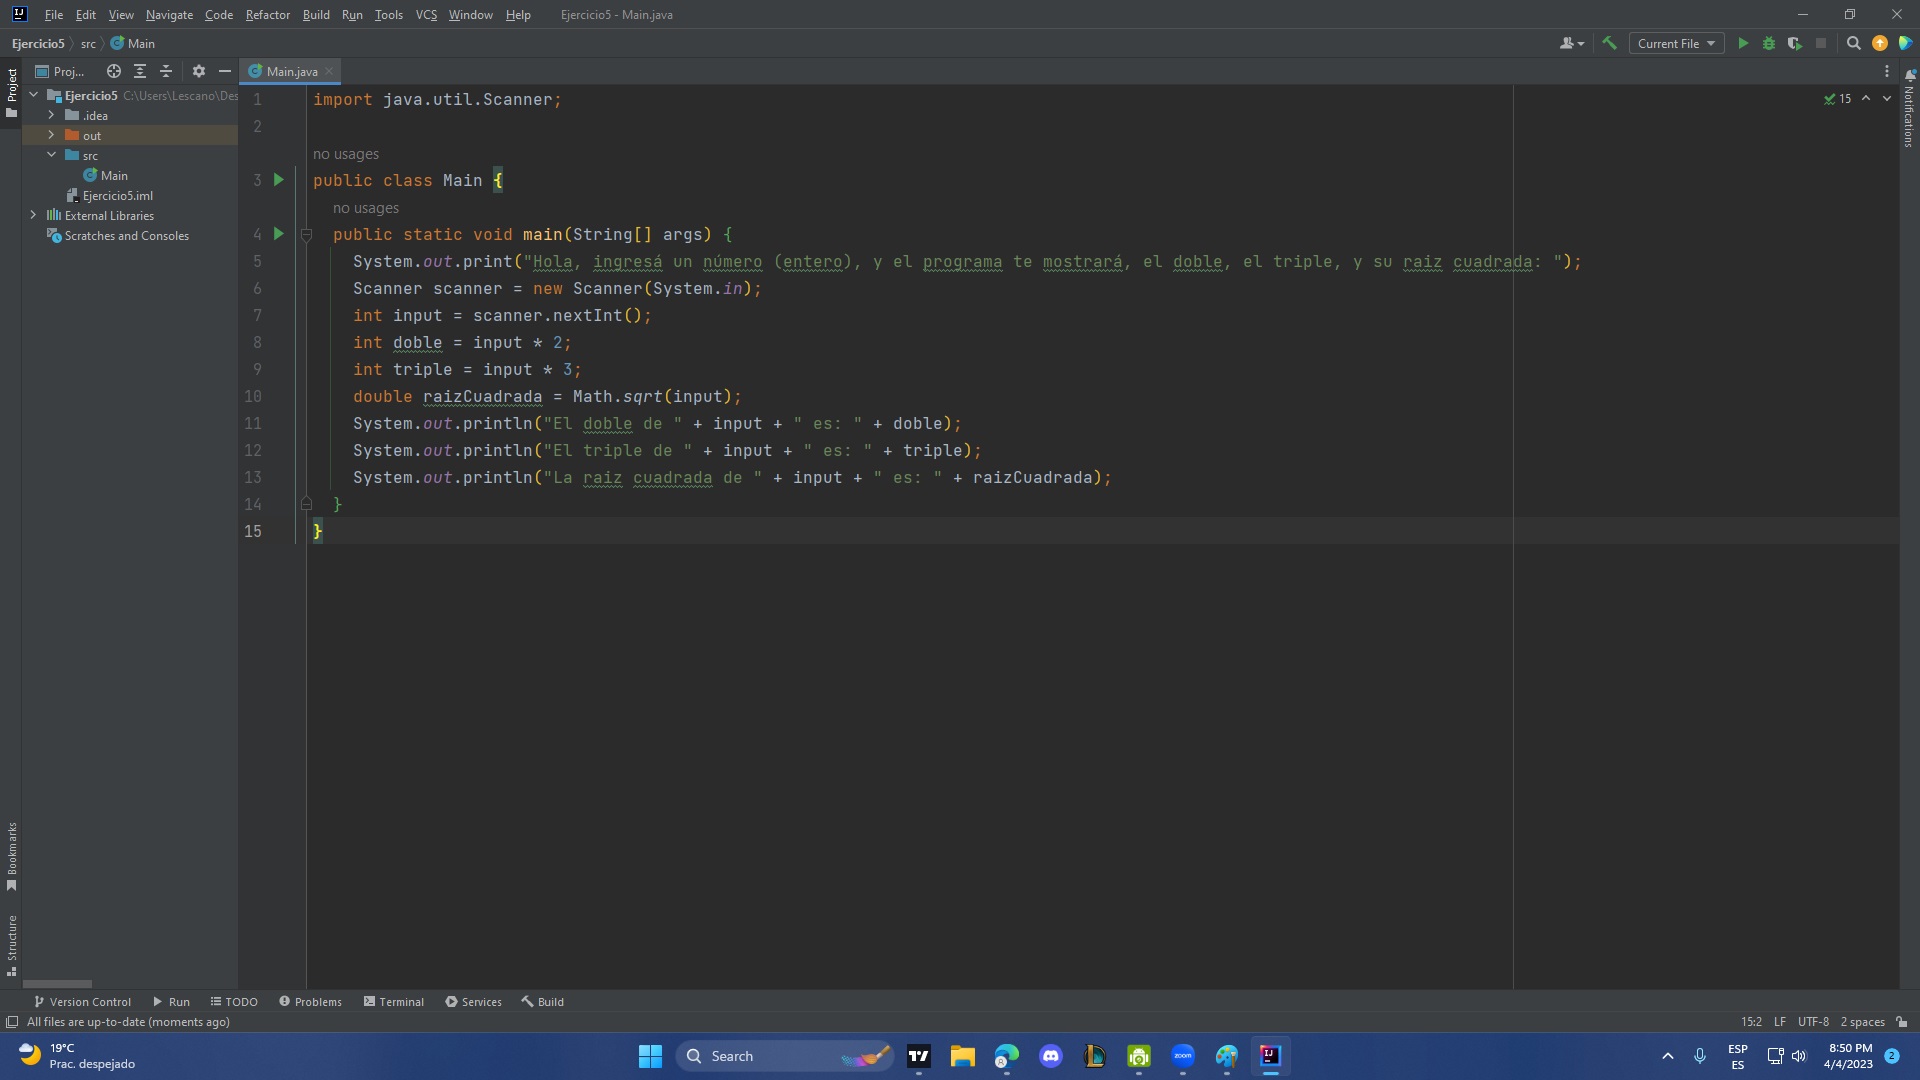 File Edit View Navigate Code Refactor Build Run Tools VCS Window Help Ejercicio5 - Main.java
Ejercicio5 src Main
Current File
Proj...
Main.java
Project
Ejercicio5 C:\Users\Lescano\Des
.idea
out
src
Main
Ejercicio5.iml
External Libraries
Scratches and Consoles
15
Notifications
1 import java.util.Scanner;
2
no usages
3 public class Main {
no usages
4 public static void main(String[] args) {
5 System.out.print("Hola, ingresá un número (entero), y el programa te mostrará, el doble, el triple, y su raiz cuadrada: ");
6 Scanner scanner = new Scanner(System.in);
7 int input = scanner.nextInt();
8 int doble = input * 2;
9 int triple = input * 3;
10 double raizCuadrada = Math.sqrt(input);
11 System.out.println("El doble de " + input + " es: " + doble);
12 System.out.println("El triple de " + input + " es: " + triple);
13 System.out.println("La raiz cuadrada de " + input + " es: " + raizCuadrada);
14 }
15 }
Bookmarks
Structure
Version Control Run TODO Problems Terminal Services Build
All files are up-to-date (moments ago)
15:2 LF UTF-8 2 spaces
19°C
Prac. despejado
Search
zoom
ESP
ES
8:50 PM
4/4/2023
2